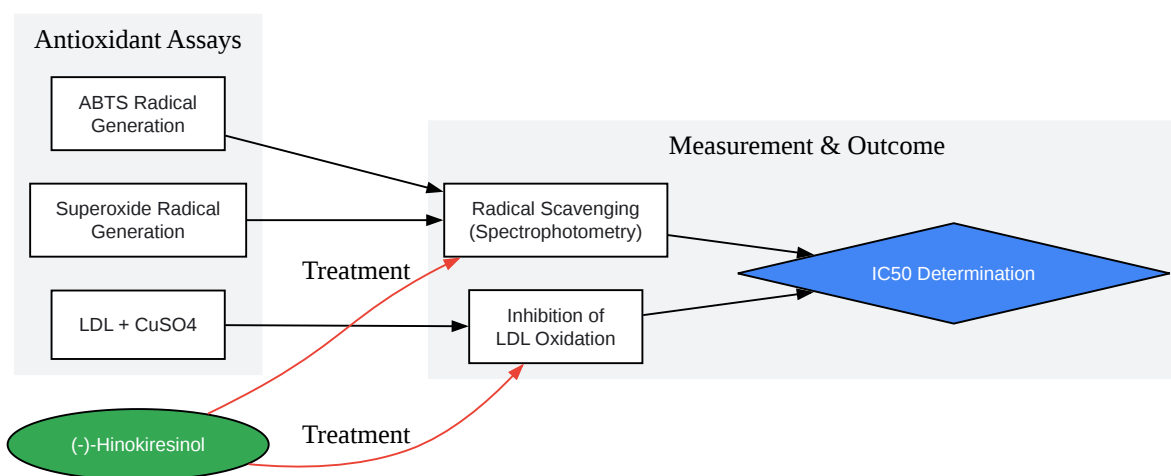 Antioxidant Assays
ABTS Radical
Generation
Superoxide Radical
Generation
LDL + CuSO4
(-)-Hinokiresinol
Treatment
Treatment
Measurement & Outcome
Radical Scavenging
(Spectrophotometry)
Inhibition of
LDL Oxidation
IC50 Determination